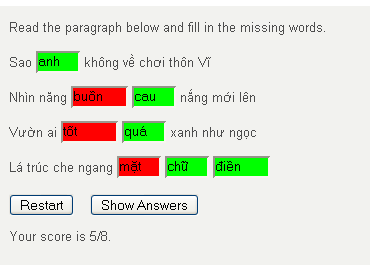 Read the paragraph below and fill in the missing words.
Sao anh không về chơi thôn Vĩ
Nhìn nắng buồn cau nắng mới lên
Vườn ai tốt quá xanh như ngọc
Lá trúc che ngang mặt chữ điền
Restart Show Answers
Your score is 5/8.